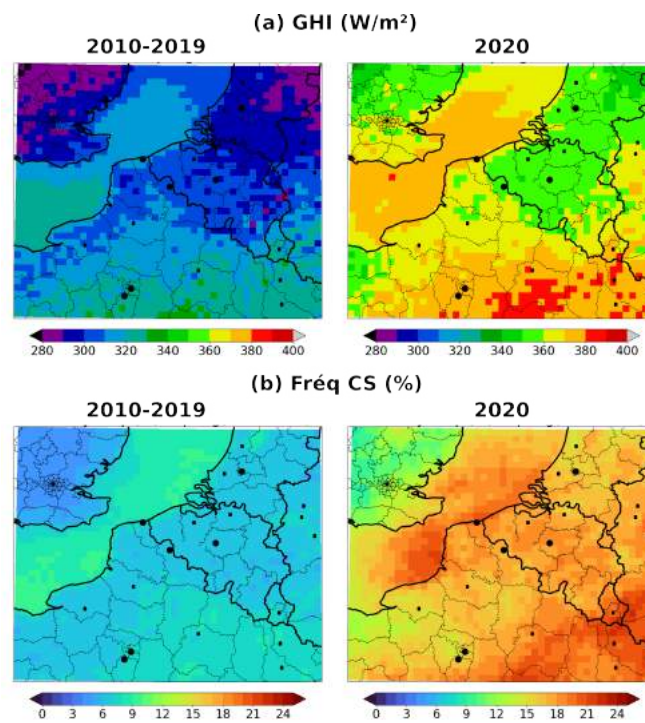 (a) GHI (W/m²)
2010-2019 2020
280 300 320 340 360 380 400 280 300 320 340 360 380 400
(b) Fréq CS (%)
2010-2019 2020
0 3 6 9 12 15 18 21 24 0 3 6 9 12 15 18 21 24